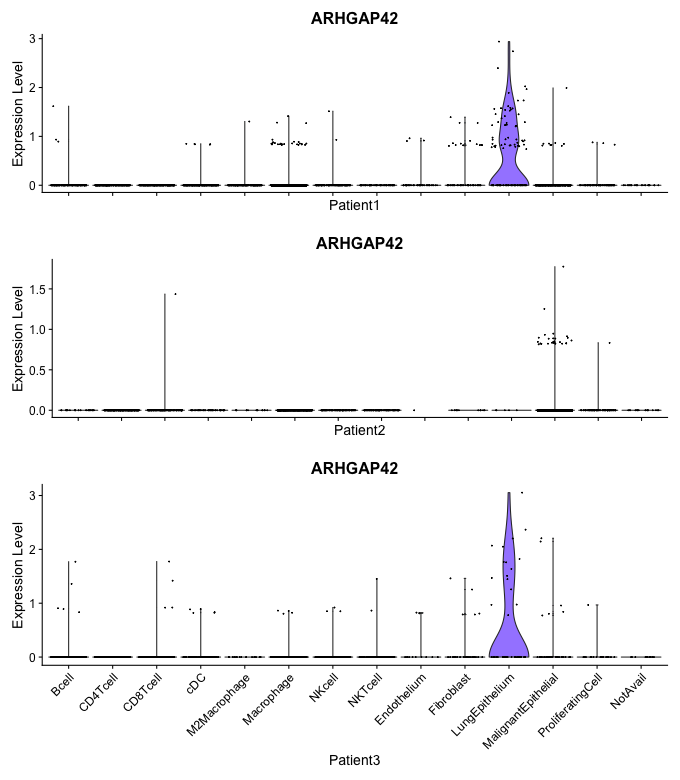 ARHGAP42
Expression Level
3
2
1
0
Patient1
ARHGAP42
Expression Level
1.5
1.0
0.5
0.0
Patient2
ARHGAP42
Expression Level
3
2
1
0
Bcell
CD4Tcell
CD8Tcell
cDC
M2Macrophage
Macrophage
NKcell
NKTcell
Endothelium
Fibroblast
LungEpithelium
MalignantEpithelial
ProliferatingCell
NotAvail
Patient3